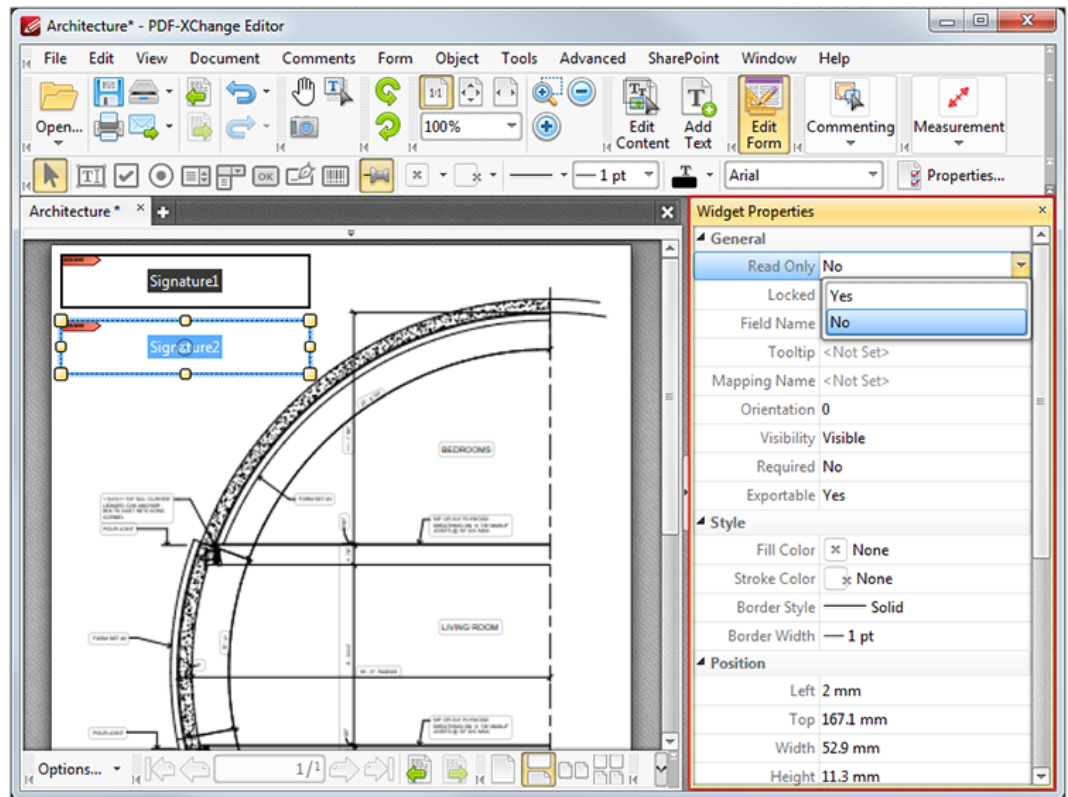 Architecture* - PDF-XChange Editor
File Edit View Document Comments Form Object Tools Advanced SharePoint Window Help
Open...
1:1
100%
Edit Content
Add Text
Edit Form
Commenting
Measurement
OK
1 pt
T
Arial
Properties...
Architecture *
Widget Properties
General
Read Only No
Yes
No
Locked
Field Name
Tooltip <Not Set>
Mapping Name <Not Set>
Orientation 0
Visibility Visible
Required No
Exportable Yes
Style
Fill Color None
Stroke Color None
Border Style Solid
Border Width 1 pt
Position
Left 2 mm
Top 167.1 mm
Width 52.9 mm
Height 11.3 mm
Signature1
Signature2
BEDROOMS
LIVING ROOM
Options...
1/1